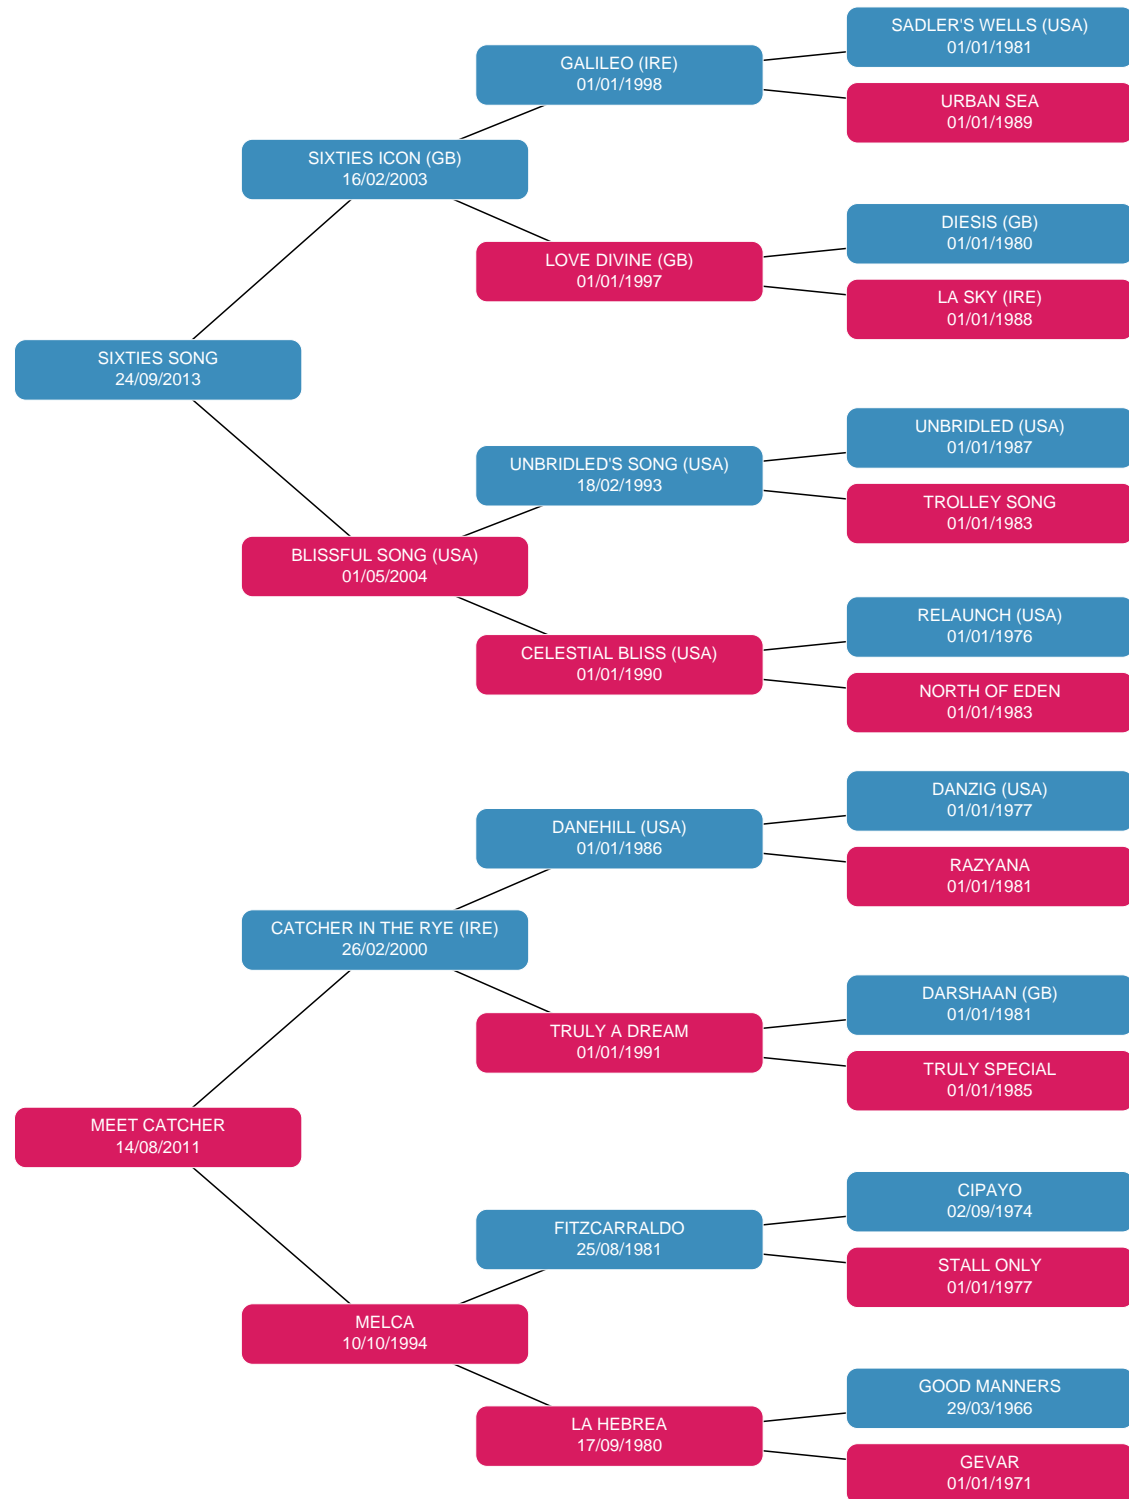 SADLER'S WELLS (USA)
01/01/1981
GALILEO (IRE)
01/01/1998
URBAN SEA
01/01/1989
SIXTIES ICON (GB)
16/02/2003
DIESIS (GB)
01/01/1980
LOVE DIVINE (GB)
01/01/1997
LA SKY (IRE)
01/01/1988
SIXTIES SONG
24/09/2013
UNBRIDLED (USA)
01/01/1987
UNBRIDLED'S SONG (USA)
18/02/1993
TROLLEY SONG
01/01/1983
BLISSFUL SONG (USA)
01/05/2004
RELAUNCH (USA)
01/01/1976
CELESTIAL BLISS (USA)
01/01/1990
NORTH OF EDEN
01/01/1983
DANZIG (USA)
01/01/1977
DANEHILL (USA)
01/01/1986
RAZYANA
01/01/1981
CATCHER IN THE RYE (IRE)
26/02/2000
DARSHAAN (GB)
01/01/1981
TRULY A DREAM
01/01/1991
TRULY SPECIAL
01/01/1985
MEET CATCHER
14/08/2011
CIPAYO
02/09/1974
FITZCARRALDO
25/08/1981
STALL ONLY
01/01/1977
MELCA
10/10/1994
GOOD MANNERS
29/03/1966
LA HEBREA
17/09/1980
GEVAR
01/01/1971